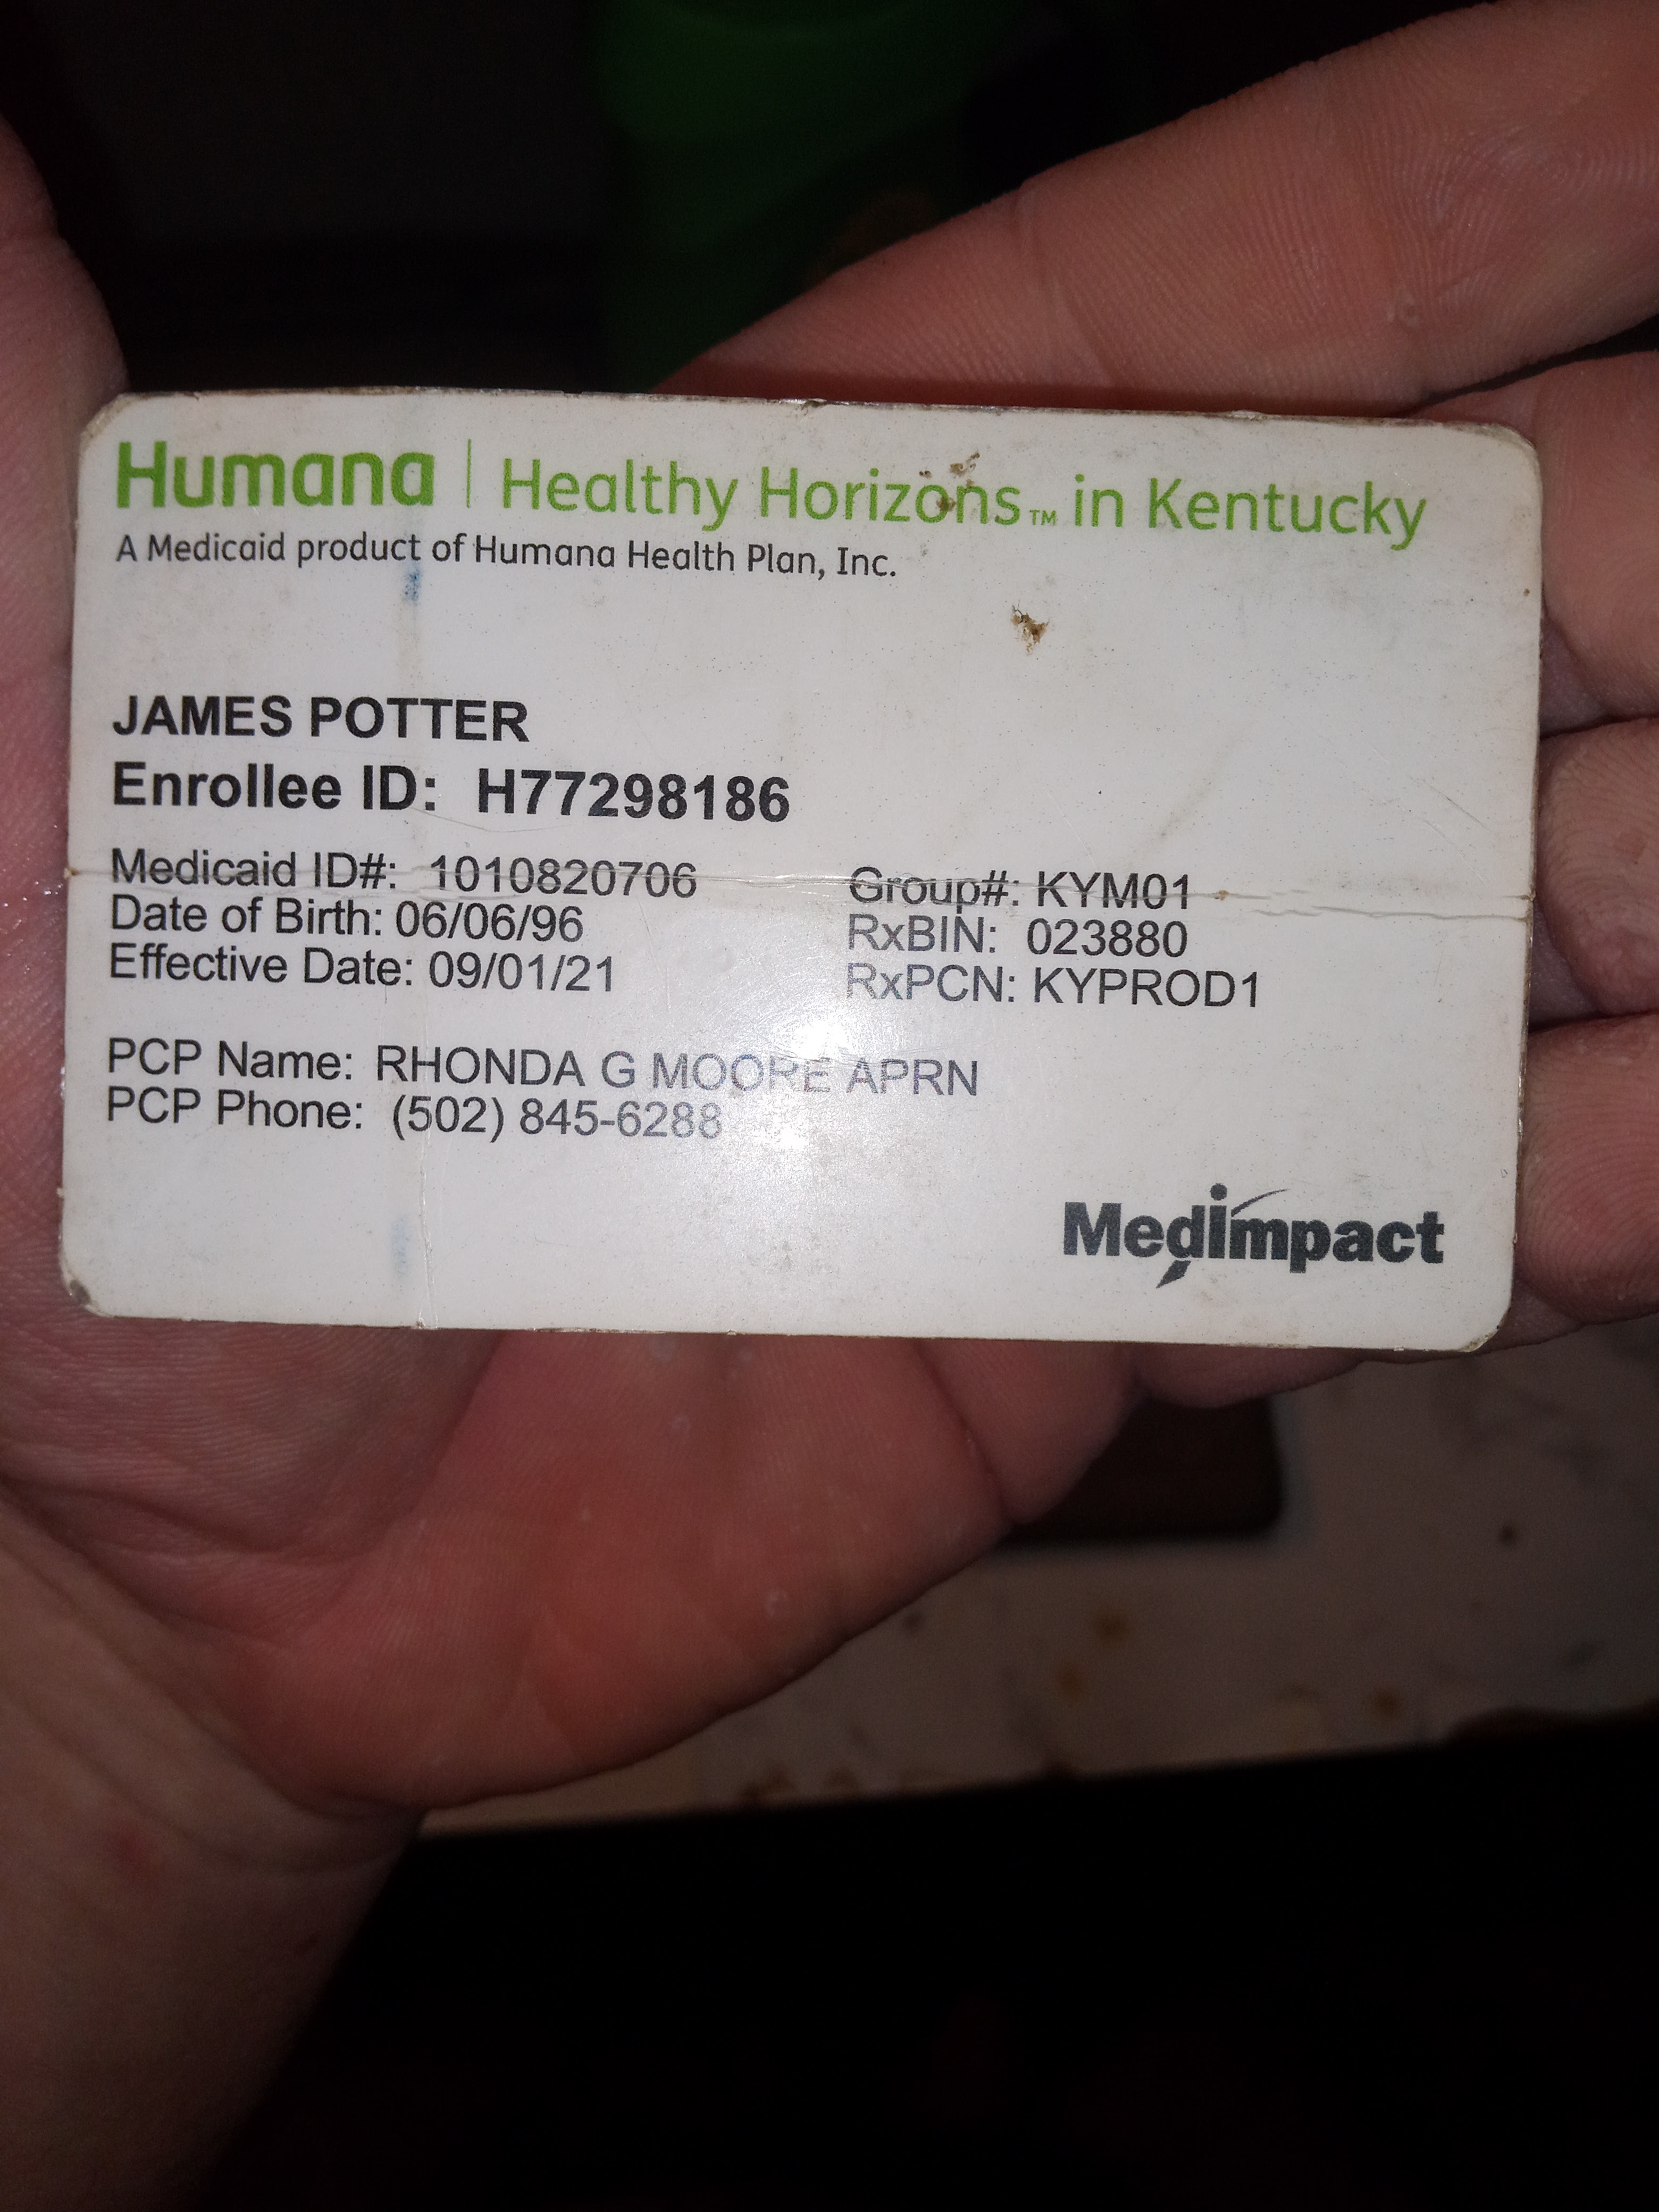 Humana | Healthy Horizons™ in Kentucky
A Medicaid product of Humana Health Plan, Inc.
JAMES POTTER
Enrollee ID: H77298186
Medicaid ID#: 1010820706
Date of Birth: 06/06/96
Effective Date: 09/01/21
Group#: KYM01
RxBIN: 023880
RxPCN: KYPROD1
PCP Name: RHONDA G MOORE APRN
PCP Phone: (502) 845-6288
MedImpact